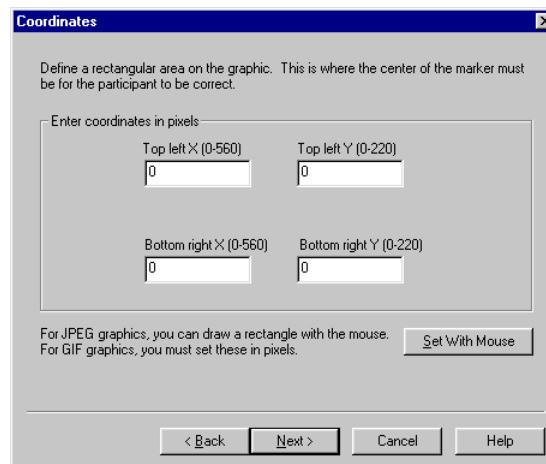 Coordinates
Define a rectangular area on the graphic.  This is where the center of the marker must
be for the participant to be correct.
Enter coordinates in pixels
Top left X (0-560)
Top left Y (0-220)
0
0
Bottom right X (0-560)
Bottom right Y (0-220)
0
0
For JPEG graphics, you can draw a rectangle with the mouse.
For GIF graphics, you must set these in pixels.
Set With Mouse
< Back
Next >
Cancel
Help